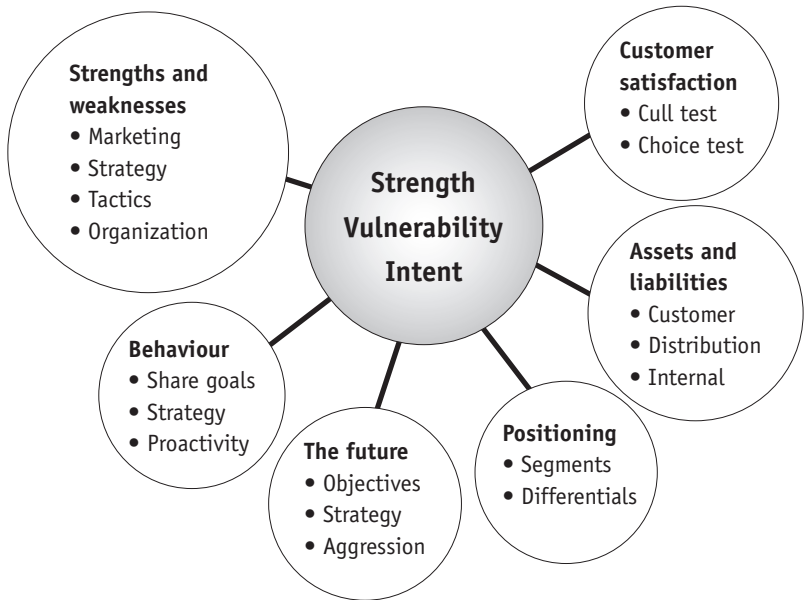 Strengths and
weaknesses
• Marketing
• Strategy
• Tactics
• Organization
Customer
satisfaction
• Cull test
• Choice test
Strength
Vulnerability
Intent
Assets and
liabilities
• Customer
• Distribution
• Internal
Behaviour
• Share goals
• Strategy
• Proactivity
The future
• Objectives
• Strategy
• Aggression
Positioning
• Segments
• Differentials